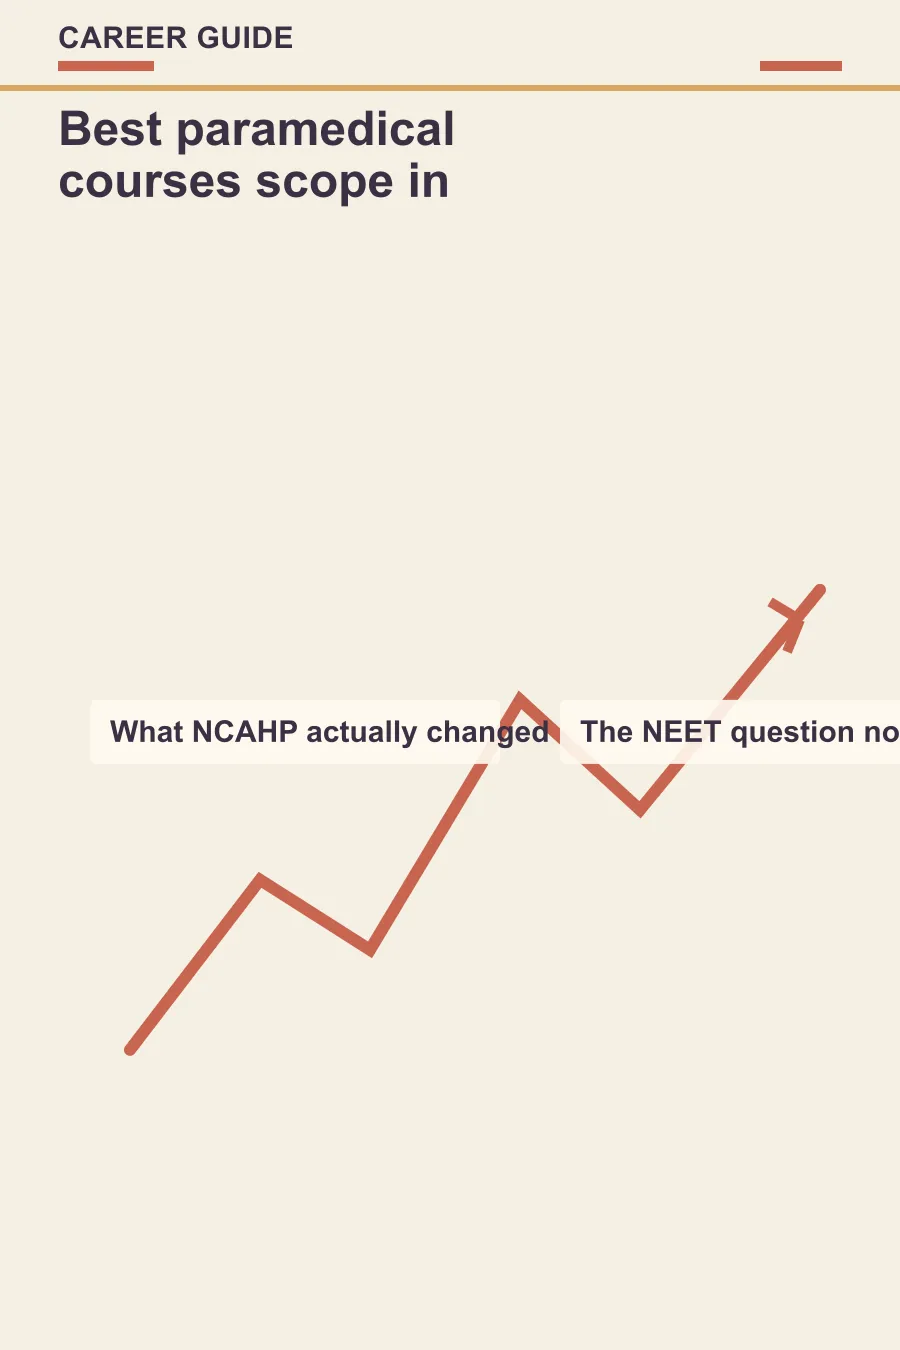 CAREER GUIDE
Best paramedical
courses scope in
What NCAHP actually changed
The NEET question no